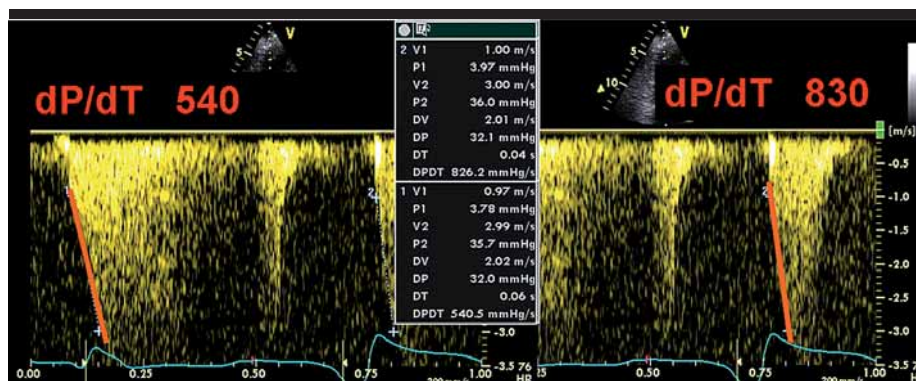 V
5
dP/dT 540
2 V1 1.00 m/s
P1 3.97 mmHg
V2 3.00 m/s
P2 36.0 mmHg
DV 2.01 m/s
DP 32.1 mmHg
DT 0.04 s
DPDT 826.2 mmHg/s
1 V1 0.97 m/s
P1 3.78 mmHg
V2 2.99 m/s
P2 35.7 mmHg
DV 2.02 m/s
DP 32.0 mmHg
DT 0.06 s
DPDT 540.5 mmHg/s
1
2
-3.0
-3.5 76
0.00 0.25 0.50 0.75 1.00
HR
V
5
10
dP/dT 830
[m/s]
-0.5
-1.0
-1.5
-2.0
-2.5
-3.0
-3.5
2
0.25 0.50 0.75 1.00
HR